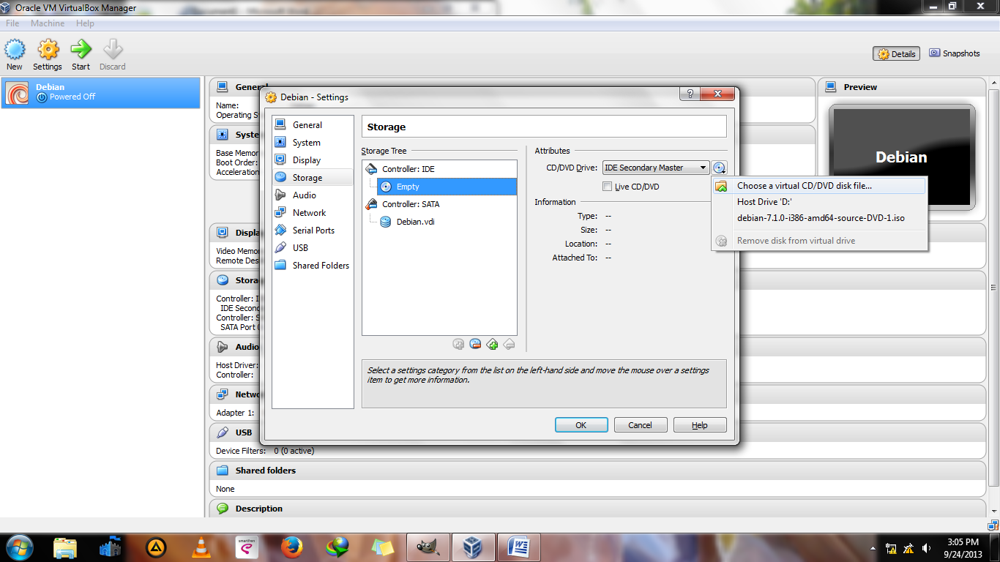 Oracle VM VirtualBox Manager
File Machine Help
New Settings Start Discard
Details Snapshots
Debian
Powered Off
General
Name:
Operating S
System
Base Memor
Boot Order:
Acceleration
Display
Video Memo
Remote Des
Storage
Controller: I
IDE Second
Controller: S
SATA Port
Audio
Host Driver:
Controller:
Network
Adapter 1:
USB
Device Filters: 0 (0 active)
Shared folders
None
Description
Preview
Debian
Debian - Settings
?
General
System
Display
Storage
Audio
Network
Serial Ports
USB
Shared Folders
Storage
Storage Tree
Controller: IDE
Empty
Controller: SATA
Debian.vdi
Attributes
CD/DVD Drive: IDE Secondary Master
Live CD/DVD
Information
Type: --
Size: --
Location: --
Attached To: --
Choose a virtual CD/DVD disk file...
Host Drive 'D:'
debian-7.1.0-i386-amd64-source-DVD-1.iso
Remove disk from virtual drive
Select a settings category from the list on the left-hand side and move the mouse over a settings
item to get more information.
OK Cancel Help
3:05 PM
9/24/2013